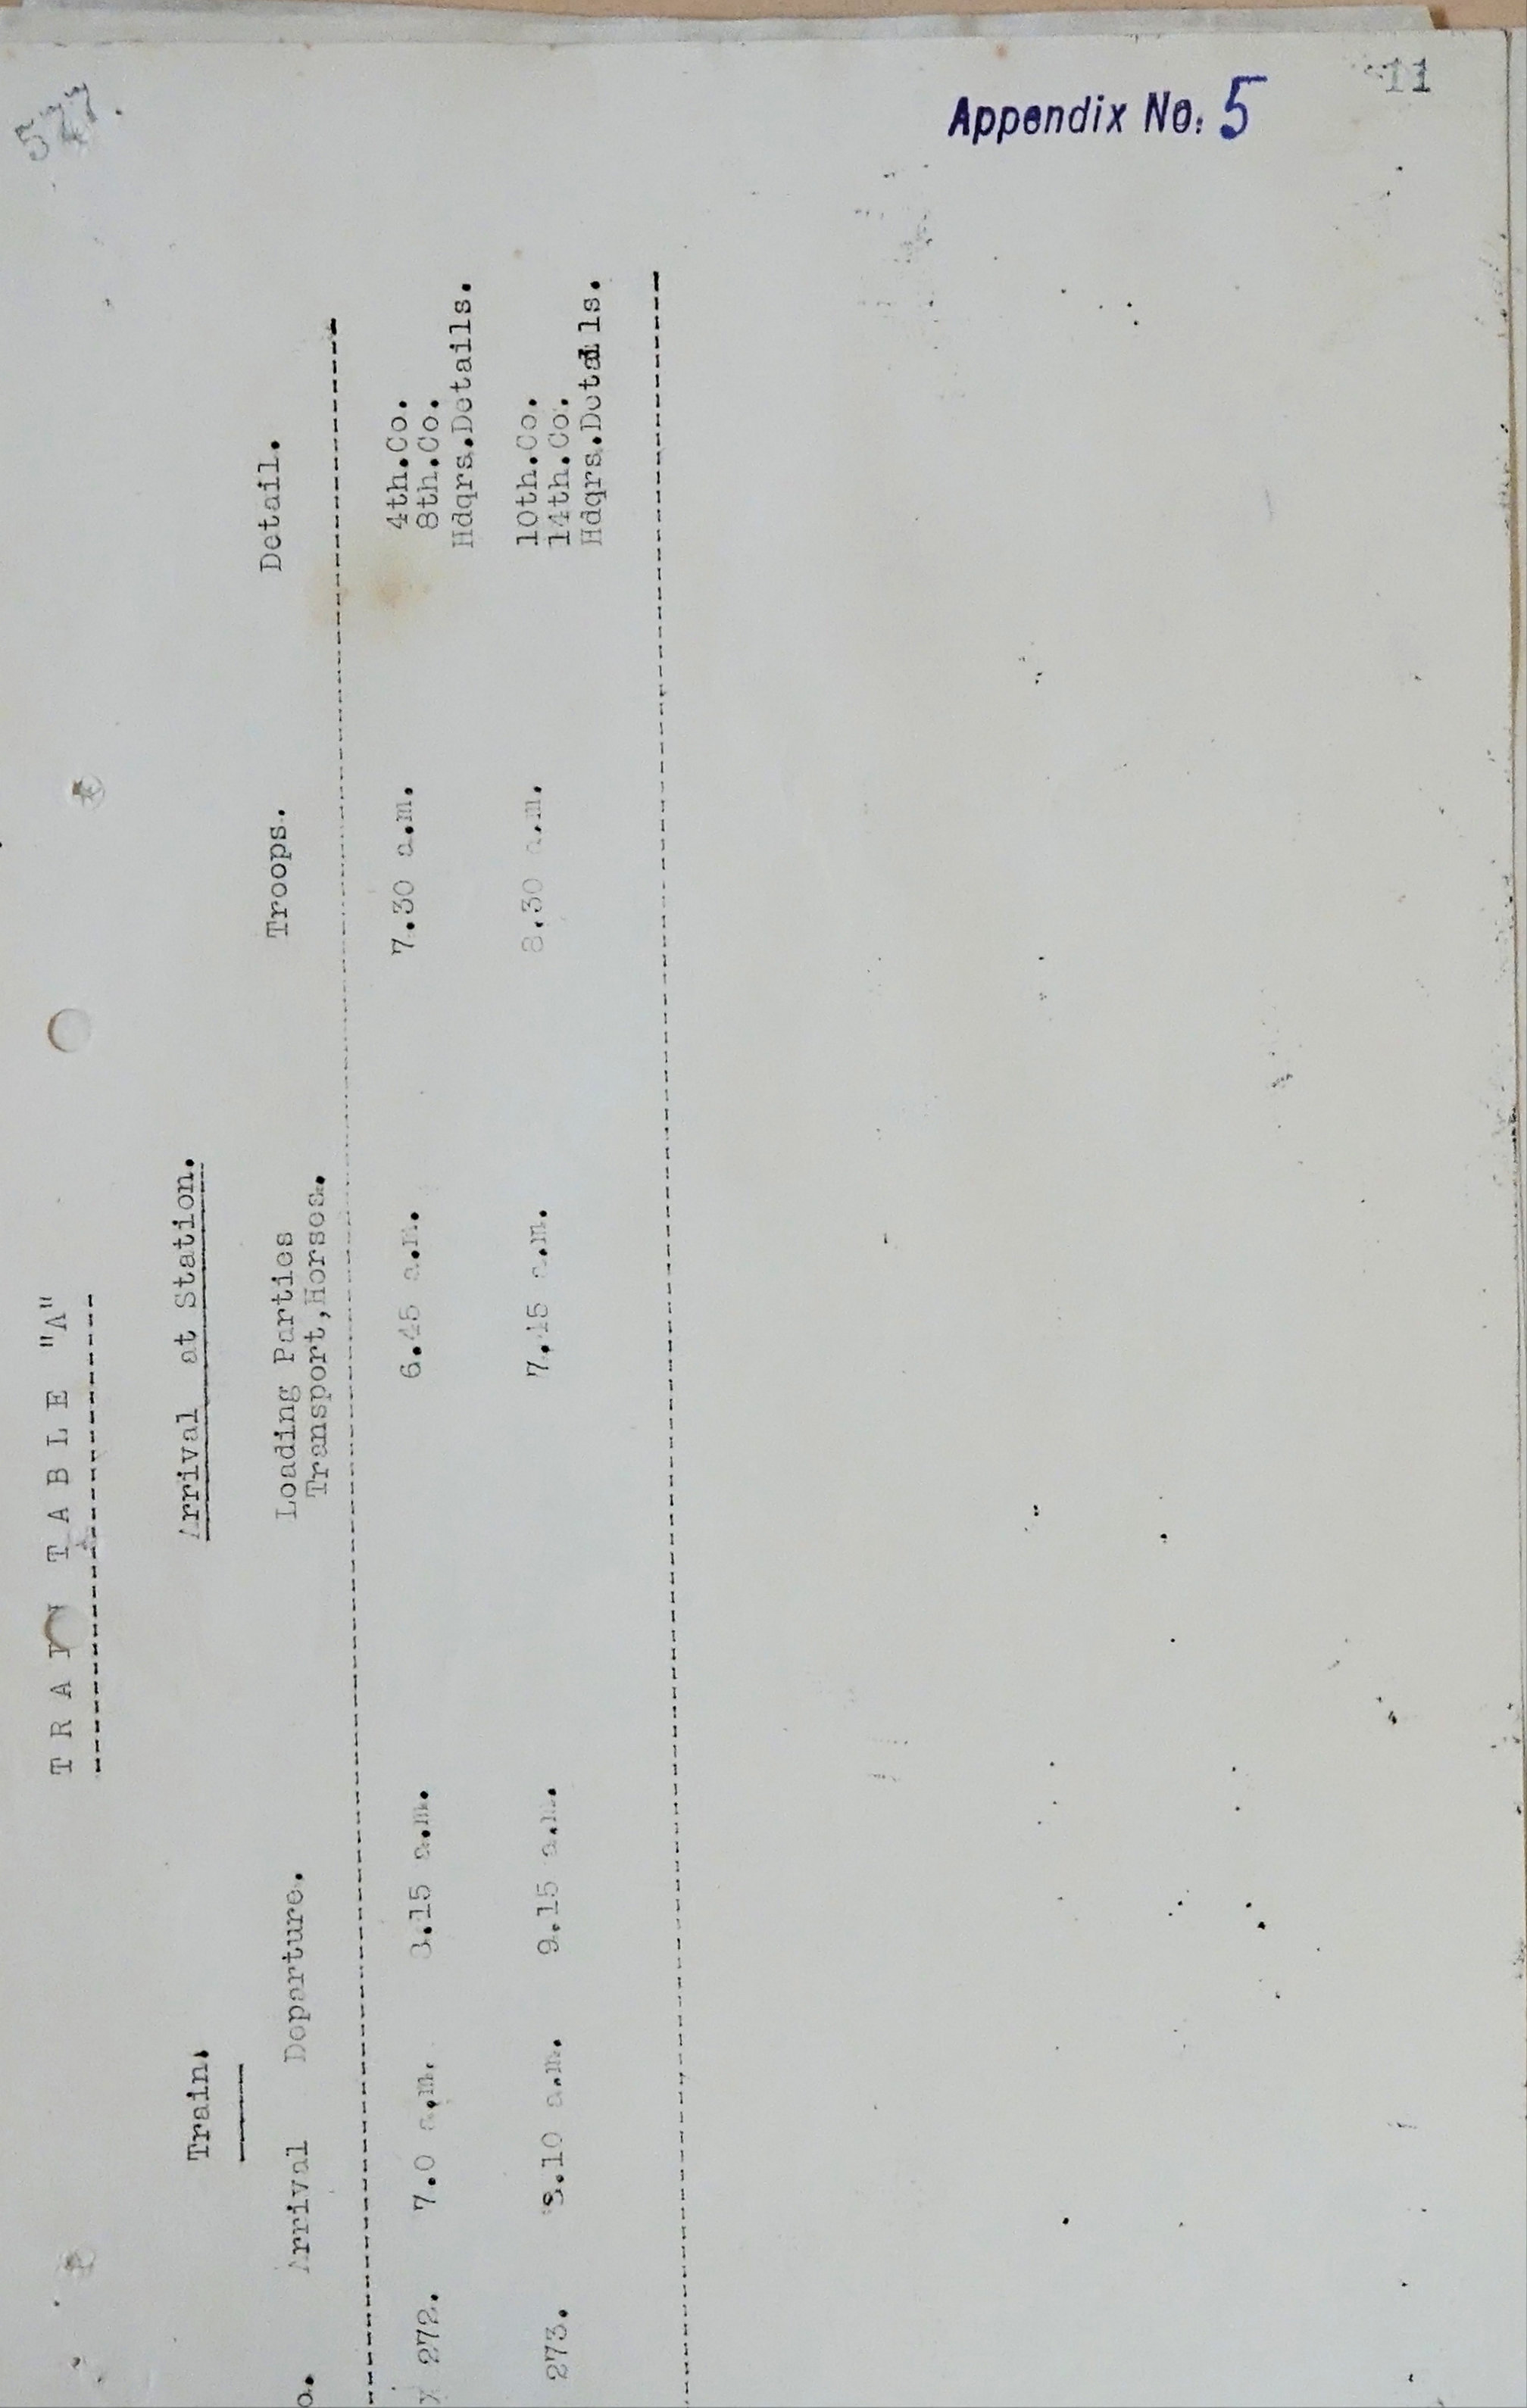 Appendix No. 5
11
577.
TRAIN TABLE "A"
Train. Arrival at Station.
o. Arrival Departure. Loading Parties Troops. Detail.
Transport,Horses.
X 272. 7.0 a.m. 8.15 a.m. 6.45 a.m. 7.30 a.m. 4th.Co.
8th.Co.
Hdqrs.Details.
273. 8.10 a.m. 9.15 a.m. 7.45 a.m. 8.30 a.m. 10th.Co.
14th.Co.
Hdqrs.Details.